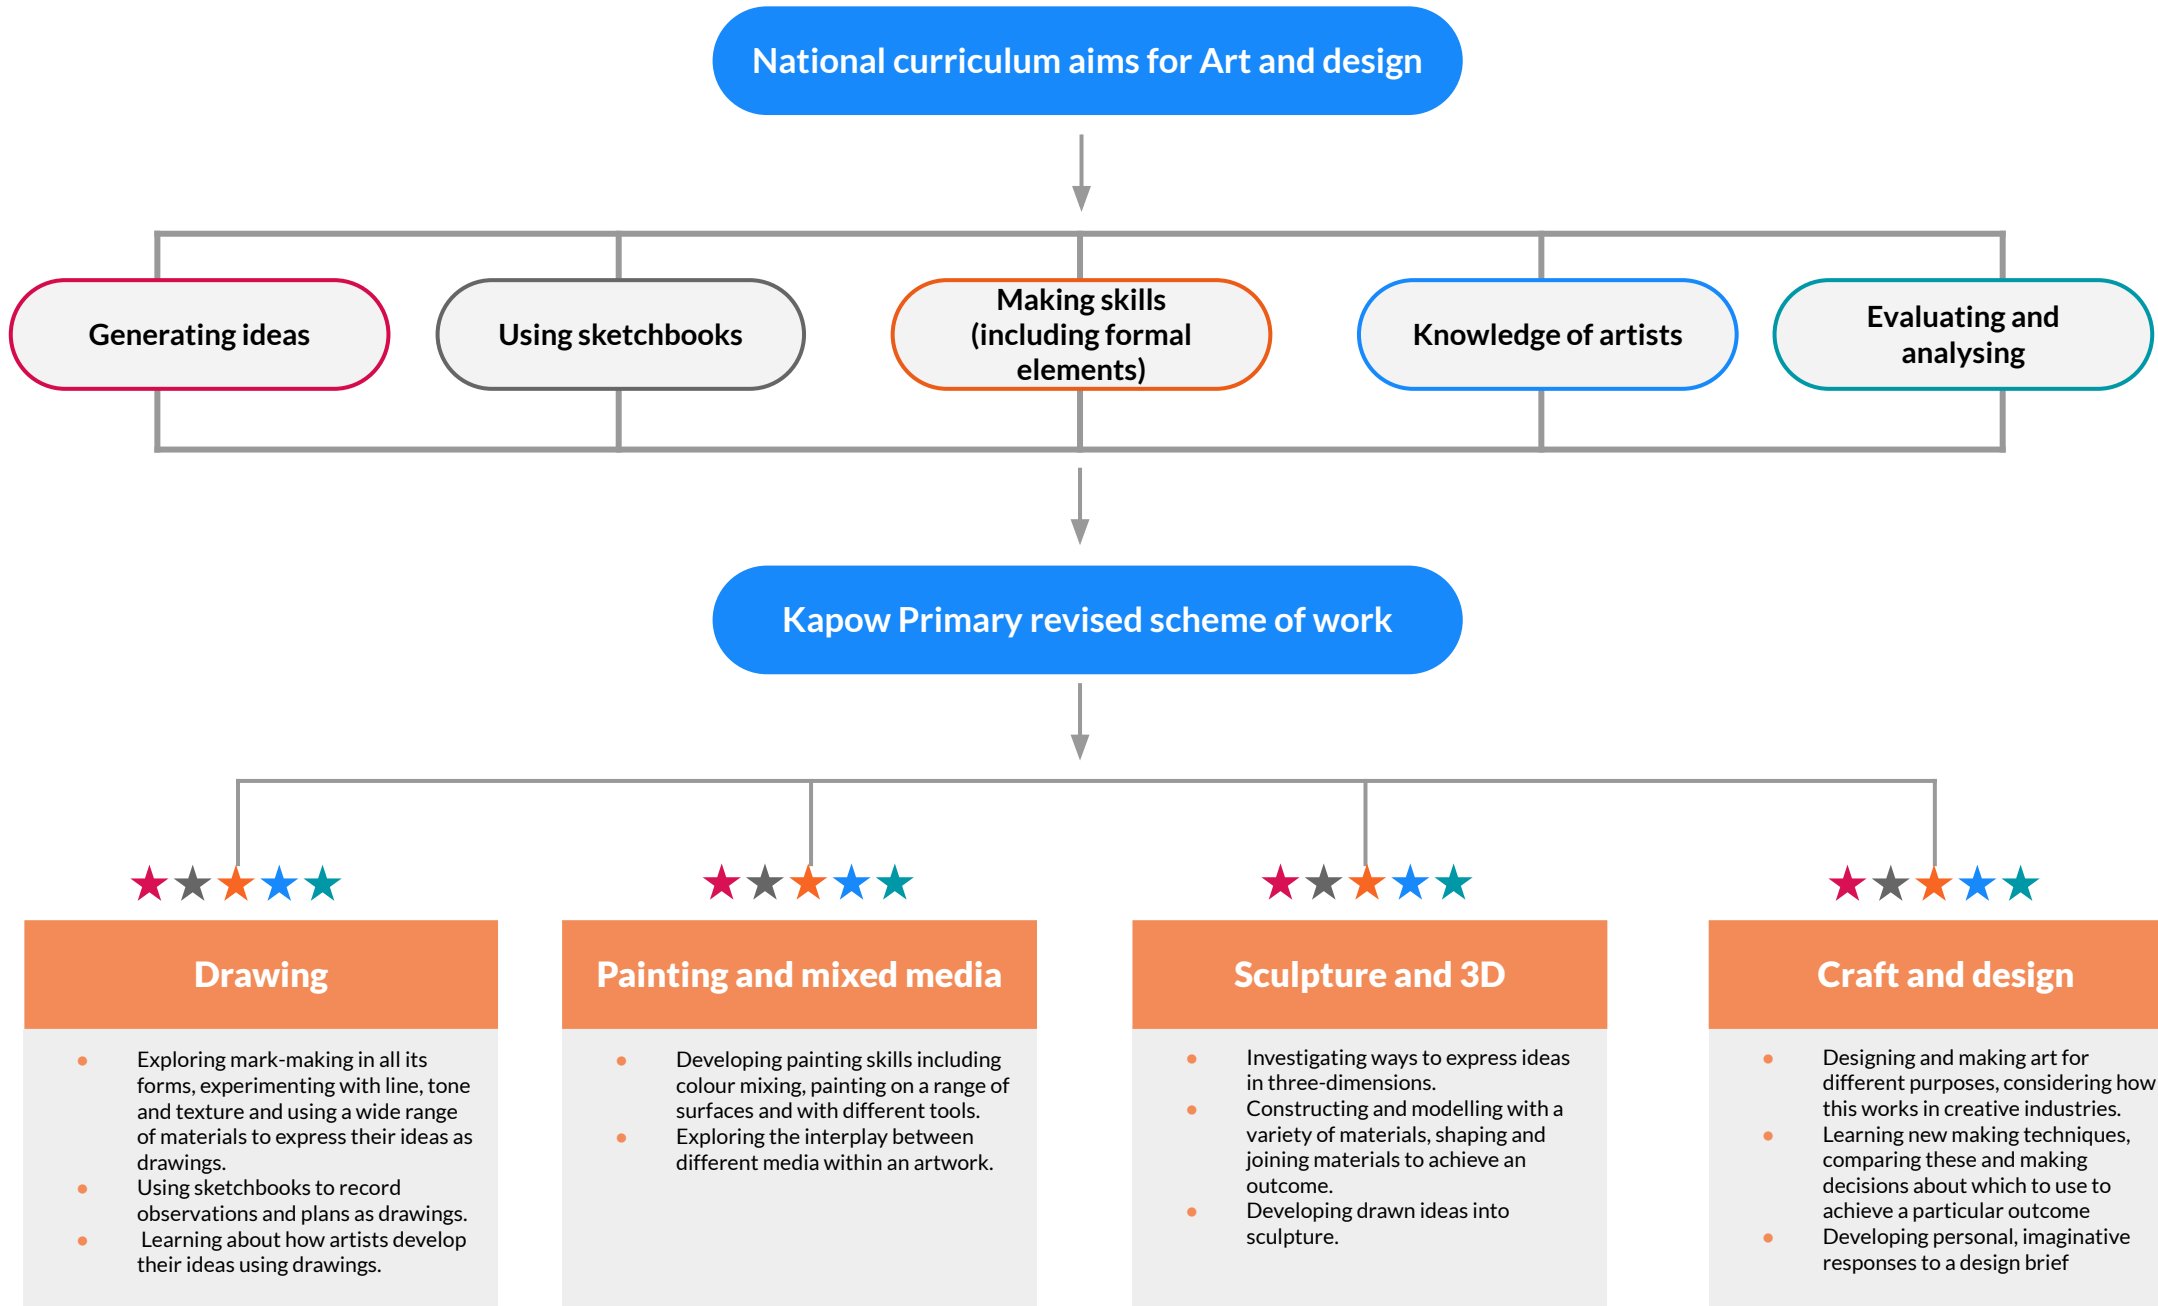 National curriculum aims for Art and design
Generating ideas
Using sketchbooks
Making skills
(including formal
elements)
Knowledge of artists
Evaluating and
analysing
Kapow Primary revised scheme of work
Drawing
● Exploring mark-making in all its
forms, experimenting with line, tone
and texture and using a wide range
of materials to express their ideas as
drawings.
● Using sketchbooks to record
observations and plans as drawings.
● Learning about how artists develop
their ideas using drawings.
Painting and mixed media
● Developing painting skills including
colour mixing, painting on a range of
surfaces and with different tools.
● Exploring the interplay between
different media within an artwork.
Sculpture and 3D
● Investigating ways to express ideas
in three-dimensions.
● Constructing and modelling with a
variety of materials, shaping and
joining materials to achieve an
outcome.
● Developing drawn ideas into
sculpture.
Craft and design
● Designing and making art for
different purposes, considering how
this works in creative industries.
● Learning new making techniques,
comparing these and making
decisions about which to use to
achieve a particular outcome
● Developing personal, imaginative
responses to a design brief